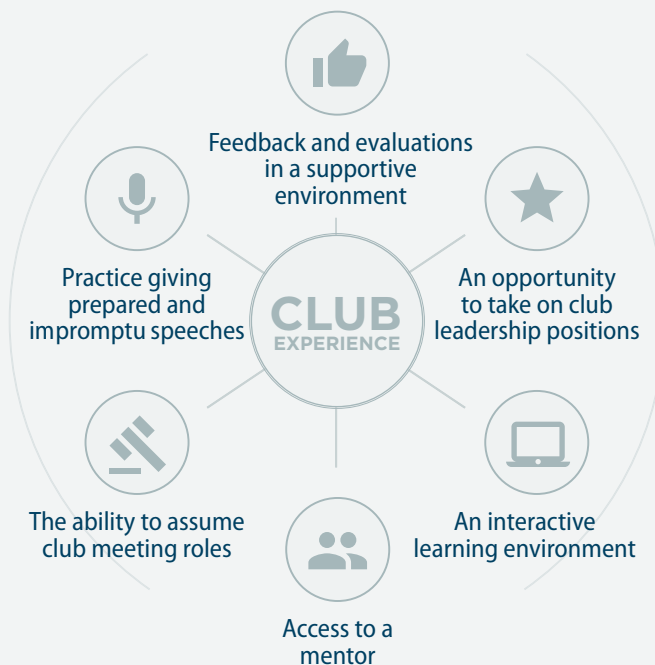 Feedback and evaluations
in a supportive
environment
Practice giving
prepared and
impromptu speeches
An opportunity
to take on club
leadership positions
CLUB
EXPERIENCE
The ability to assume
club meeting roles
An interactive
learning environment
Access to a
mentor